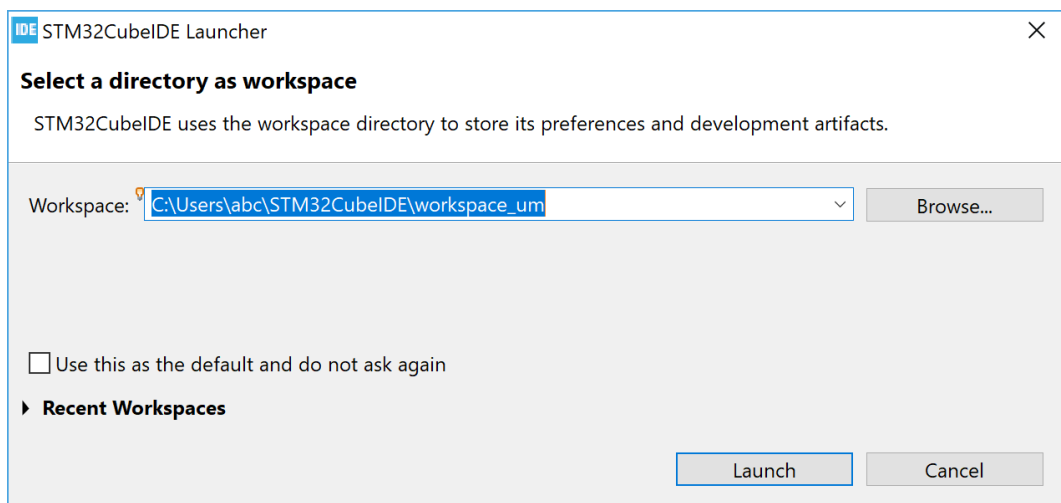 IDE STM32CubeIDE Launcher
Select a directory as workspace
STM32CubeIDE uses the workspace directory to store its preferences and development artifacts.
Workspace: C:\Users\abc\STM32CubeIDE\workspace_um Browse...
Use this as the default and do not ask again
Recent Workspaces
Launch Cancel